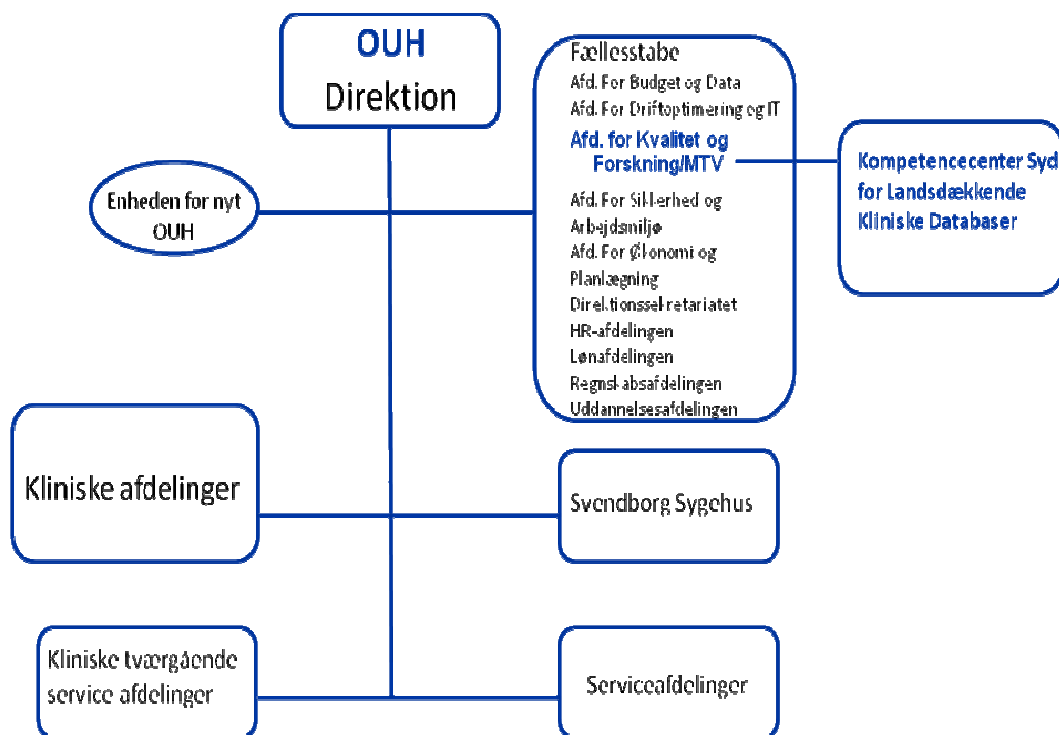 OUH
Direktion
Fællesstabe
Afd. For Budget og Data
Afd. For Driftoptimering og IT
Afd. for Kvalitet og
Forskning/MTV
Afd. For Sikkerhed og
Arbejdsmiljø
Afd. For Økonomi og
Planlægning
Direktionssekretariatet
HR-afdelingen
Lønafdelingen
Regnskabsafdelingen
Uddannelsesafdelingen
Kompetencecenter Syd
for Landsdækkende
Kliniske Databaser
Enheden for nyt
OUH
Kliniske afdelinger
Svendborg Sygehus
Kliniske tværgående
service afdelinger
Serviceafdelinger